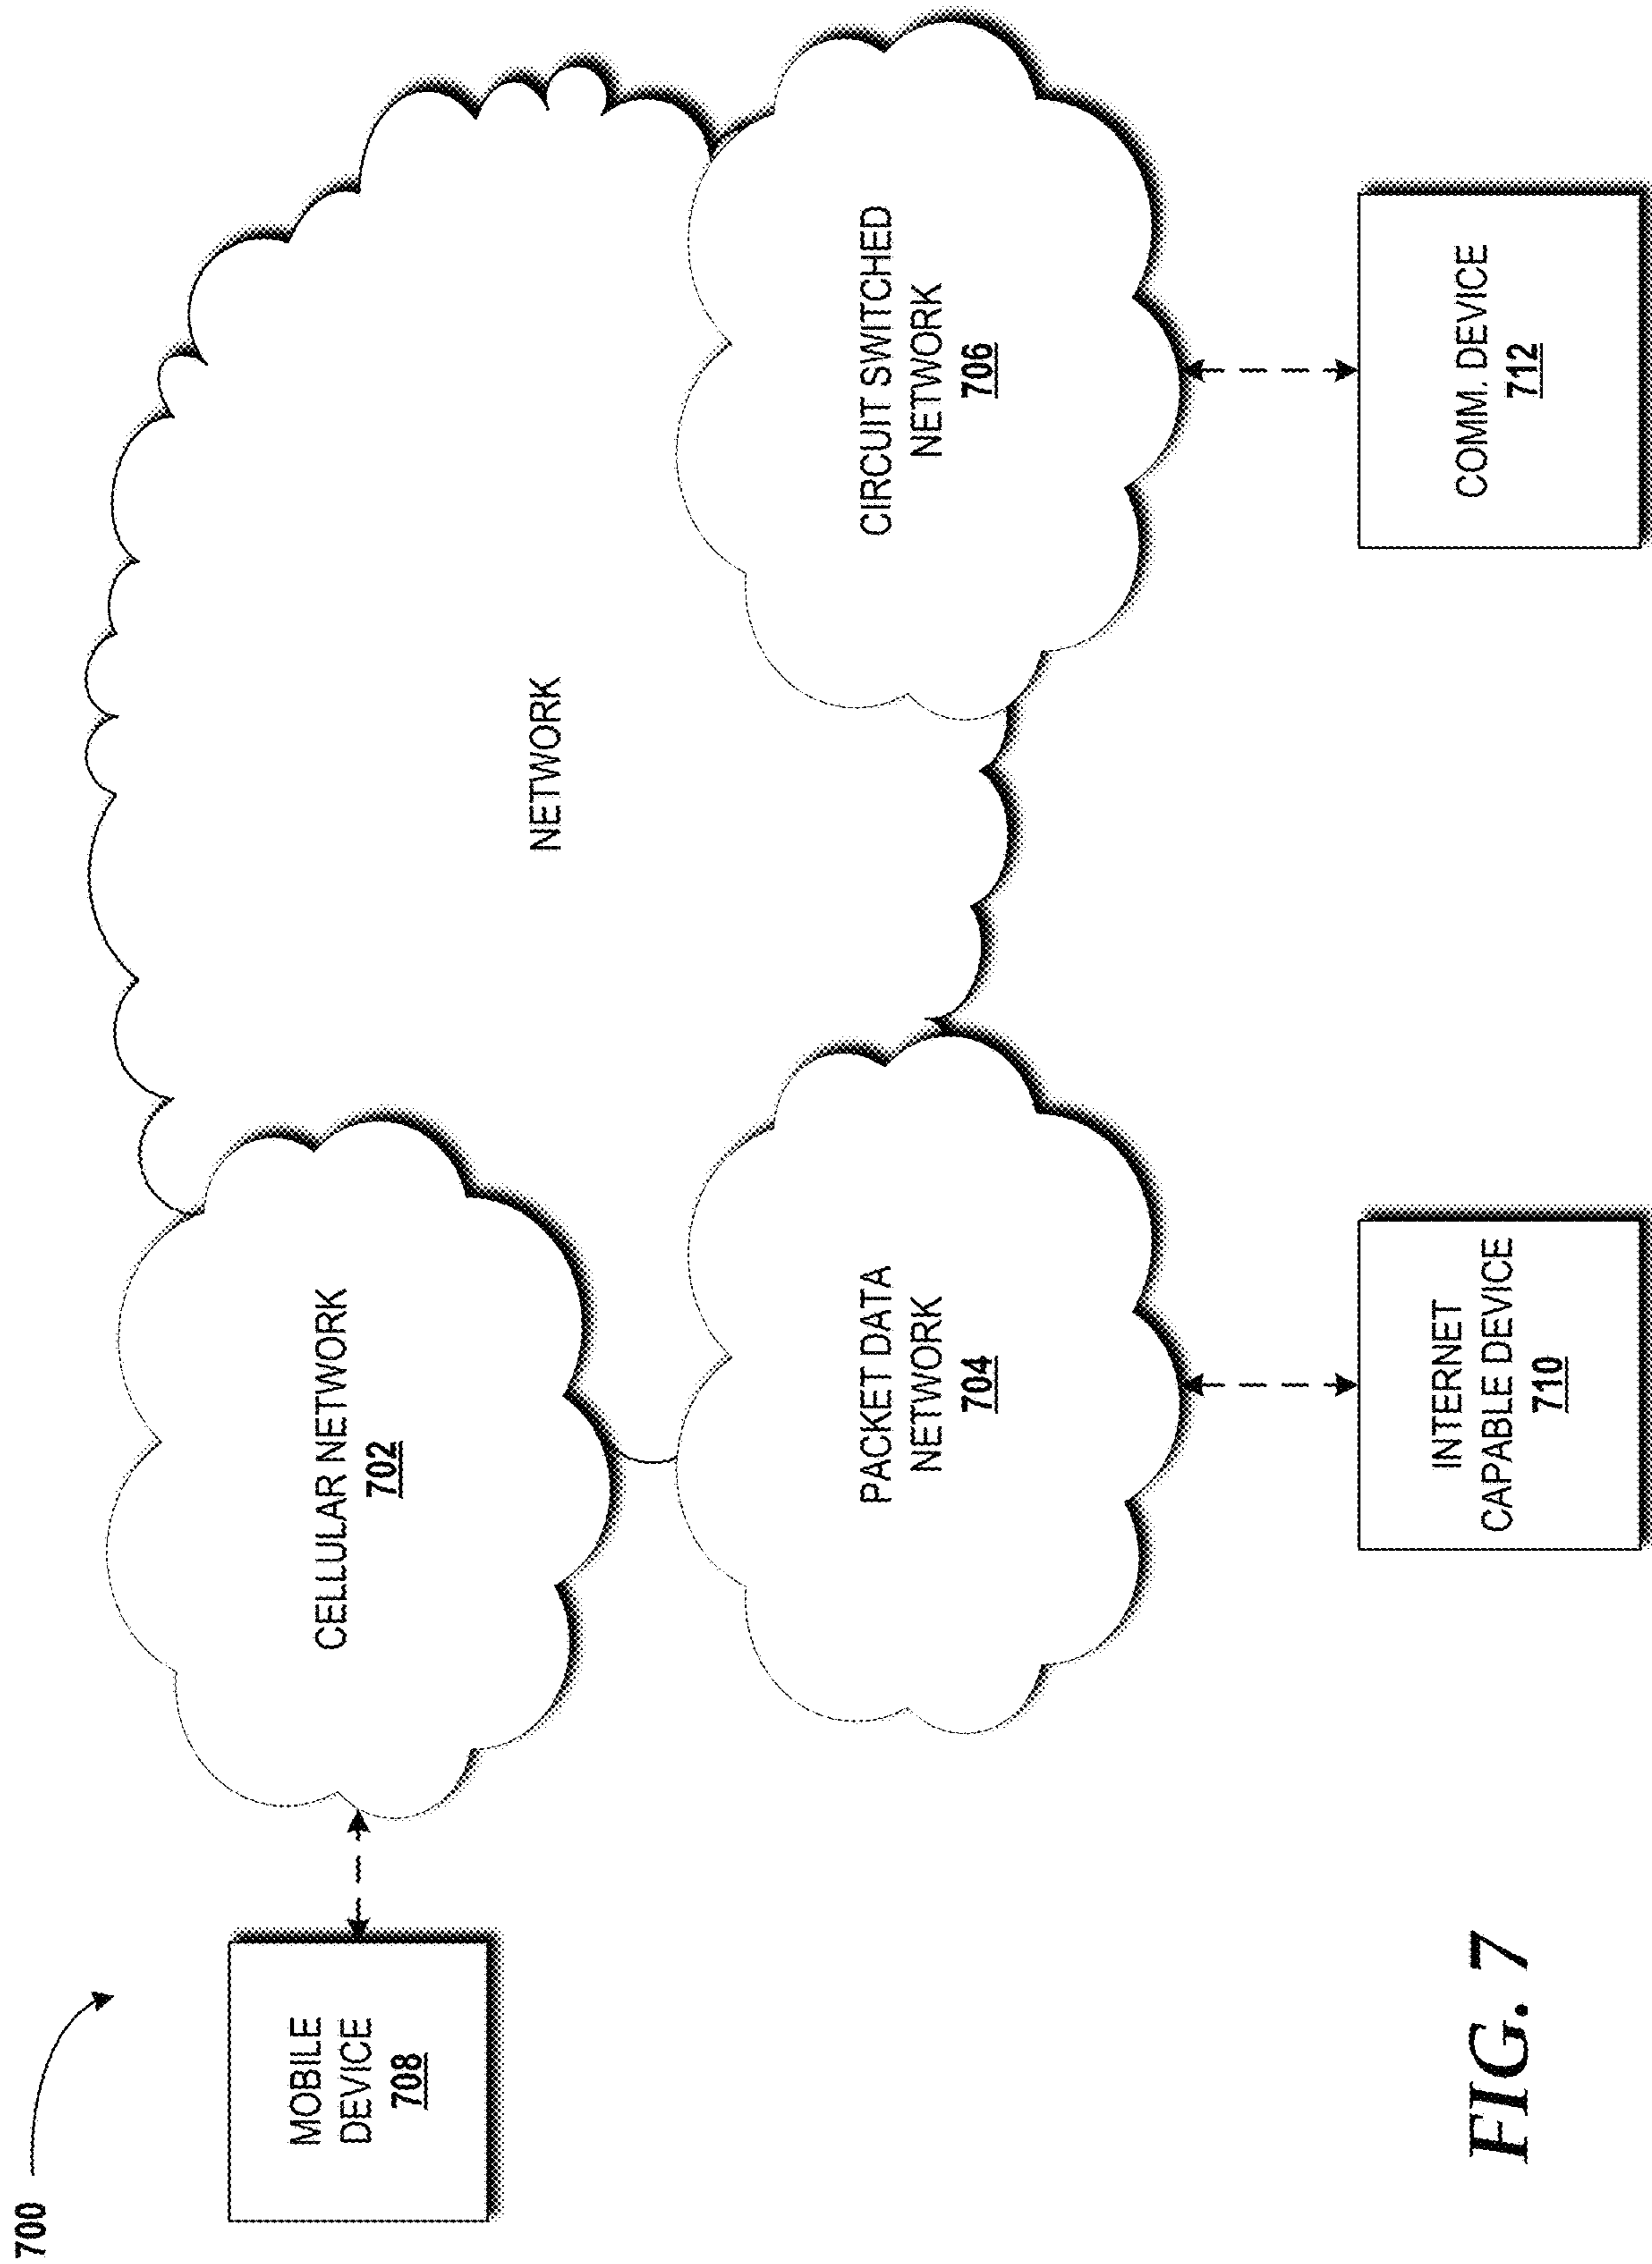 700
MOBILE
DEVICE
708
CELLULAR NETWORK
702
NETWORK
PACKET DATA
NETWORK
704
CIRCUIT SWITCHED
NETWORK
706
INTERNET
CAPABLE DEVICE
710
COMM. DEVICE
712
FIG. 7